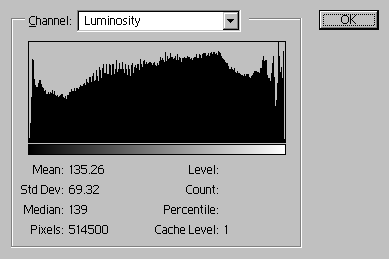 Channel: Luminosity
OK
Mean: 135.26 Level:
Std Dev: 69.32 Count:
Median: 139 Percentile:
Pixels: 514500 Cache Level: 1